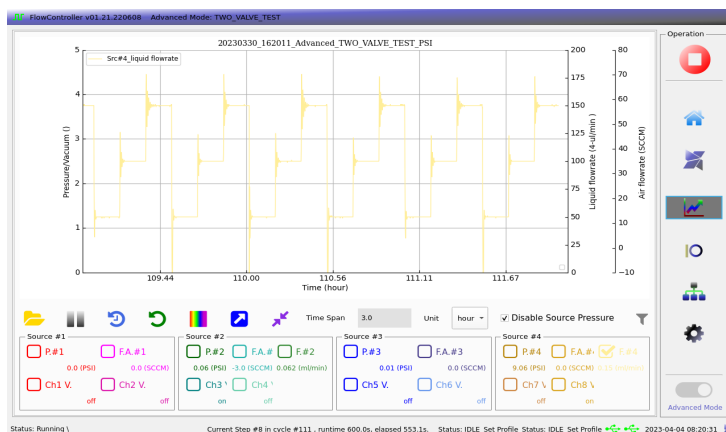 FlowController v01.21.220608 Advanced Mode: TWO_VALVE_TEST
20230330_162011_Advanced_TWO_VALVE_TEST_PSI
Src#4_liquid flowrate
Pressure/Vacuum ()
5
4
3
2
1
0
109.44 110.00 110.56 111.11 111.67
Time (hour)
200
175
150
125
100
75
50
25
0
Liquid flowrate (4-ul/min )
80
70
60
50
40
30
20
10
0
−10
Air flowrate (SCCM)
Time Span 3.0 Unit hour Disable Source Pressure
Source #1
P.#1 F.A.#1
0.0 (PSI) 0.0 (SCCM)
Ch1 V. Ch2 V.
off off
Source #2
P.#2 F.A.# F.#2
0.06 (PSI) -3.0 (SCCM) 0.062 (ml/min)
Ch3 Ch4
off off
Source #3
P.#3 F.A.#3
0.01 (PSI) 0.0 (SCCM)
Ch5 V. Ch6 V.
off off
Source #4
P.#4 F.A.#
9.06 (PSI) 0.0 (SCCM)
Ch7 Ch8
off off
Operation
Advanced Mode
Status: Running \ Current Step #8 in cycle #111 , runtime 600.0s, elapsed 553.1s. Status: IDLE Set Profile Status: IDLE Set Profile 2023-04-04 08:20:31